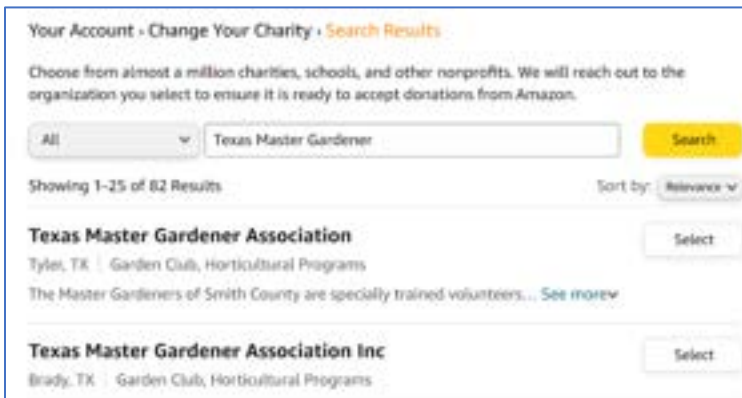 Your Account › Change Your Charity › Search Results
Choose from almost a million charities, schools, and other nonprofits. We will reach out to the
organization you select to ensure it is ready to accept donations from Amazon.
All Texas Master Gardener Search
Showing 1-25 of 82 Results Sort by: Relevance
Texas Master Gardener Association Select
Tyler, TX | Garden Club, Horticultural Programs
The Master Gardeners of Smith County are specially trained volunteers... See more
Texas Master Gardener Association Inc Select
Brady, TX | Garden Club, Horticultural Programs